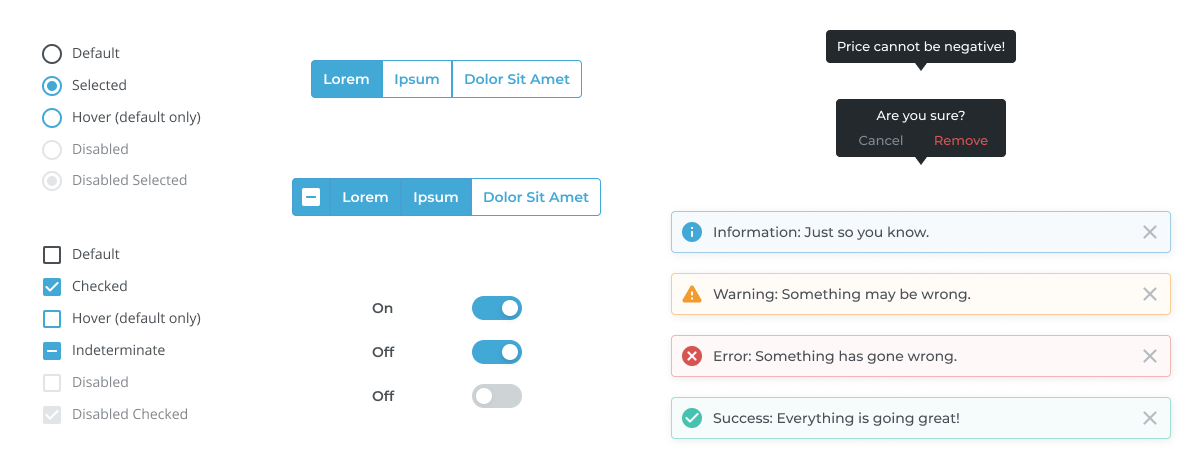 Default
Selected
Hover (default only)
Disabled
Disabled Selected
Default
Checked
Hover (default only)
Indeterminate
Disabled
Disabled Checked
Lorem Ipsum Dolor Sit Amet
Lorem Ipsum Dolor Sit Amet
On
Off
Off
Price cannot be negative!
Are you sure?
Cancel Remove
Information: Just so you know.
Warning: Something may be wrong.
Error: Something has gone wrong.
Success: Everything is going great!